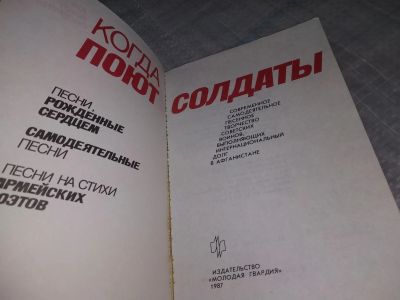 КОГДА
ПОЮТ
ПЕСНИ,
РОЖДЕННЫЕ
СЕРДЦЕМ
САМОДЕЯТЕЛЬНЫЕ
ПЕСНИ
ПЕСНИ НА СТИХИ
АРМЕЙСКИХ
ПОЭТОВ
СОЛДАТЫ
СОВРЕМЕННОЕ
САМОДЕЯТЕЛЬНОЕ
ПЕСЕННОЕ
ТВОРЧЕСТВО
СОВЕТСКИХ
ВОИНОВ,
ВЫПОЛНЯЮЩИХ
ИНТЕРНАЦИОНАЛЬНЫЙ
ДОЛГ
В АФГАНИСТАНЕ
ИЗДАТЕЛЬСТВО
«МОЛОДАЯ ГВАРДИЯ»
1987